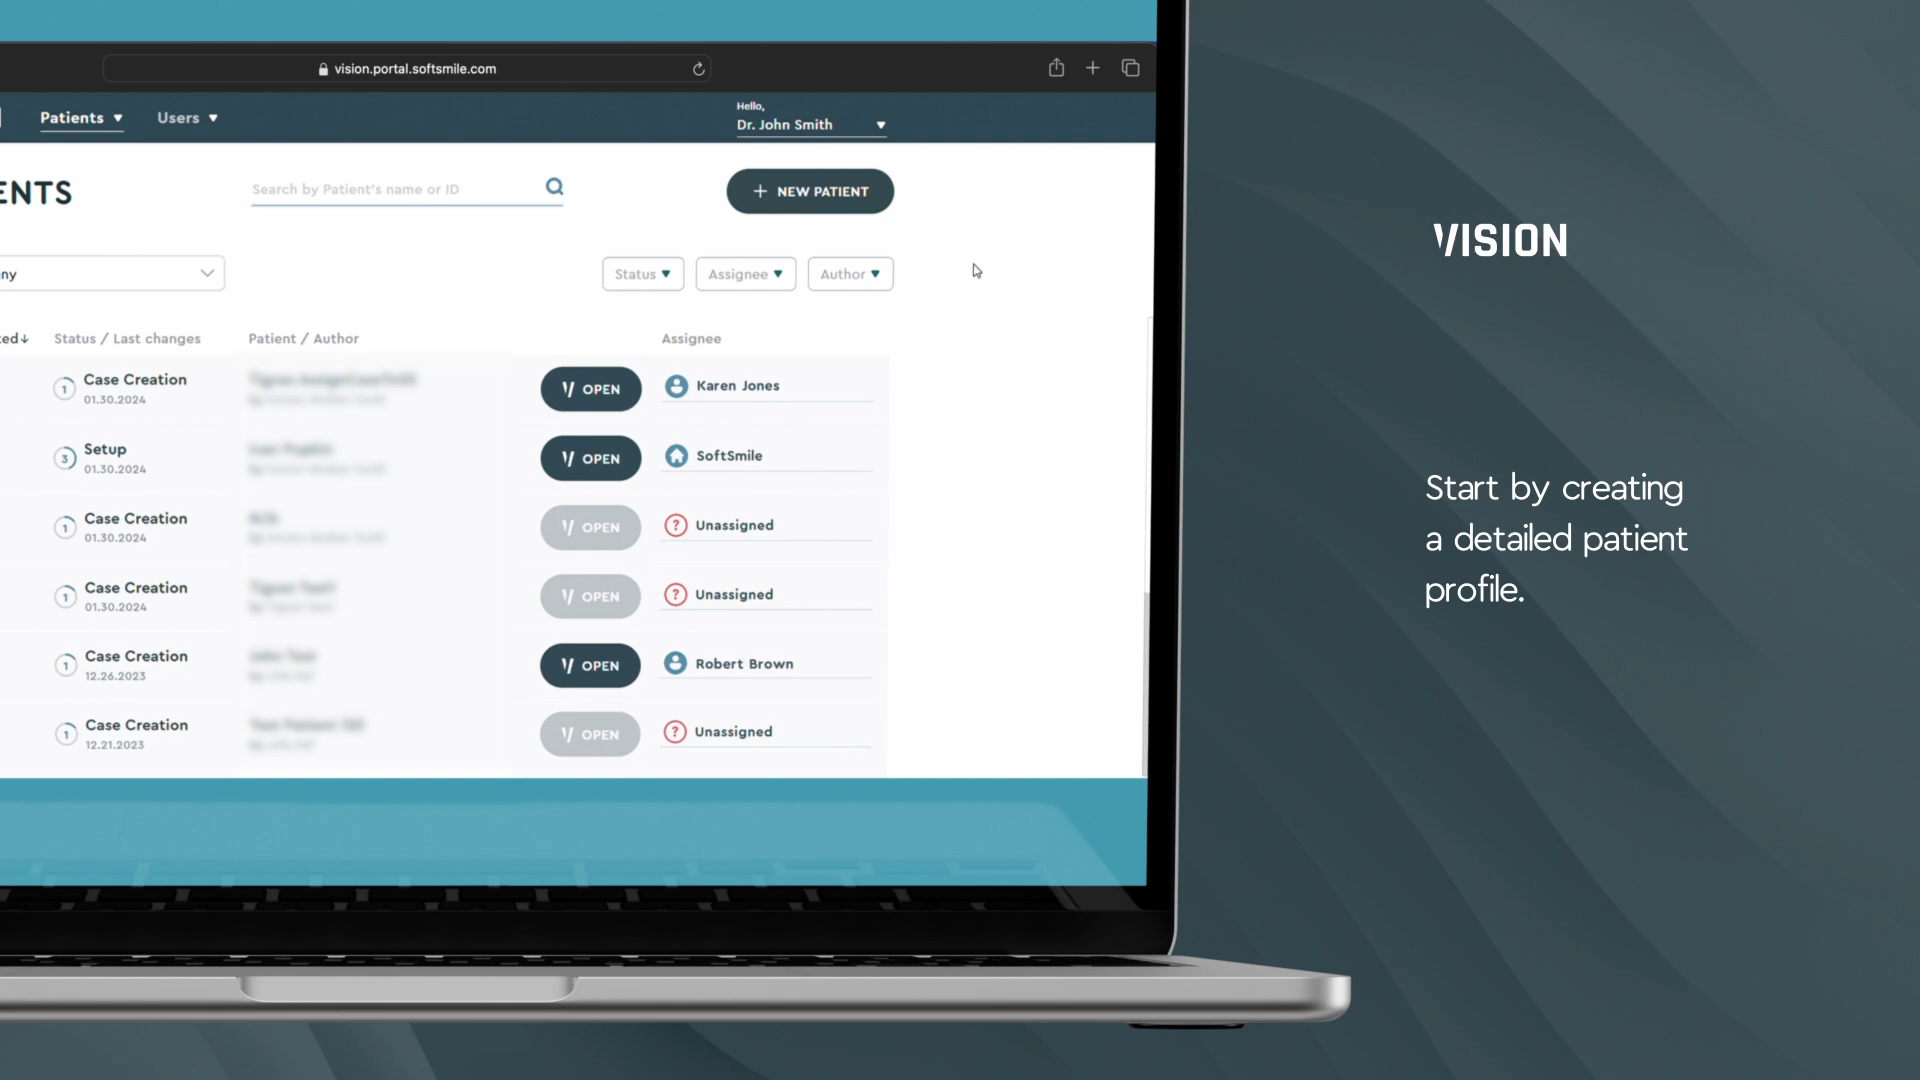 vision.portal.softsmile.com
Patients
Users
Hello,
Dr. John Smith
ENTS
Search by Patient's name or ID
+ NEW PATIENT
ny
Status
Assignee
Author
ed↓
Status / Last changes
Patient / Author
Assignee
1
Case Creation
01.30.2024
OPEN
Karen Jones
3
Setup
01.30.2024
OPEN
SoftSmile
1
Case Creation
01.30.2024
OPEN
?
Unassigned
1
Case Creation
01.30.2024
OPEN
?
Unassigned
1
Case Creation
12.26.2023
OPEN
Robert Brown
1
Case Creation
12.21.2023
OPEN
?
Unassigned
VISION
Start by creating
a detailed patient
profile.